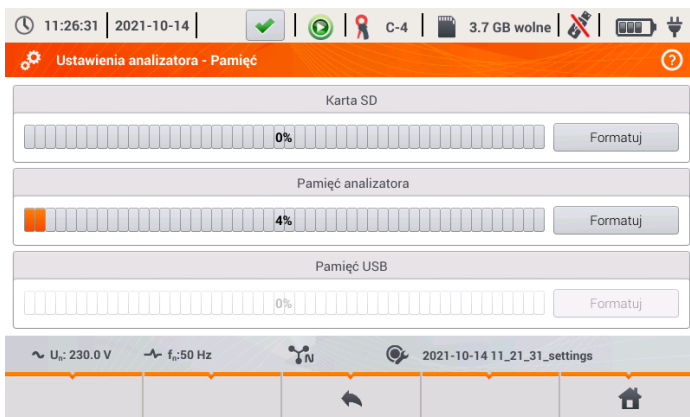 11:26:31 2021-10-14 C-4 3.7 GB wolne
Ustawienia analizatora - Pamięć ?
Karta SD
0% Formatuj
Pamięć analizatora
4% Formatuj
Pamięć USB
0% Formatuj
Un: 230.0 V fn:50 Hz N 2021-10-14 11_21_31_settings